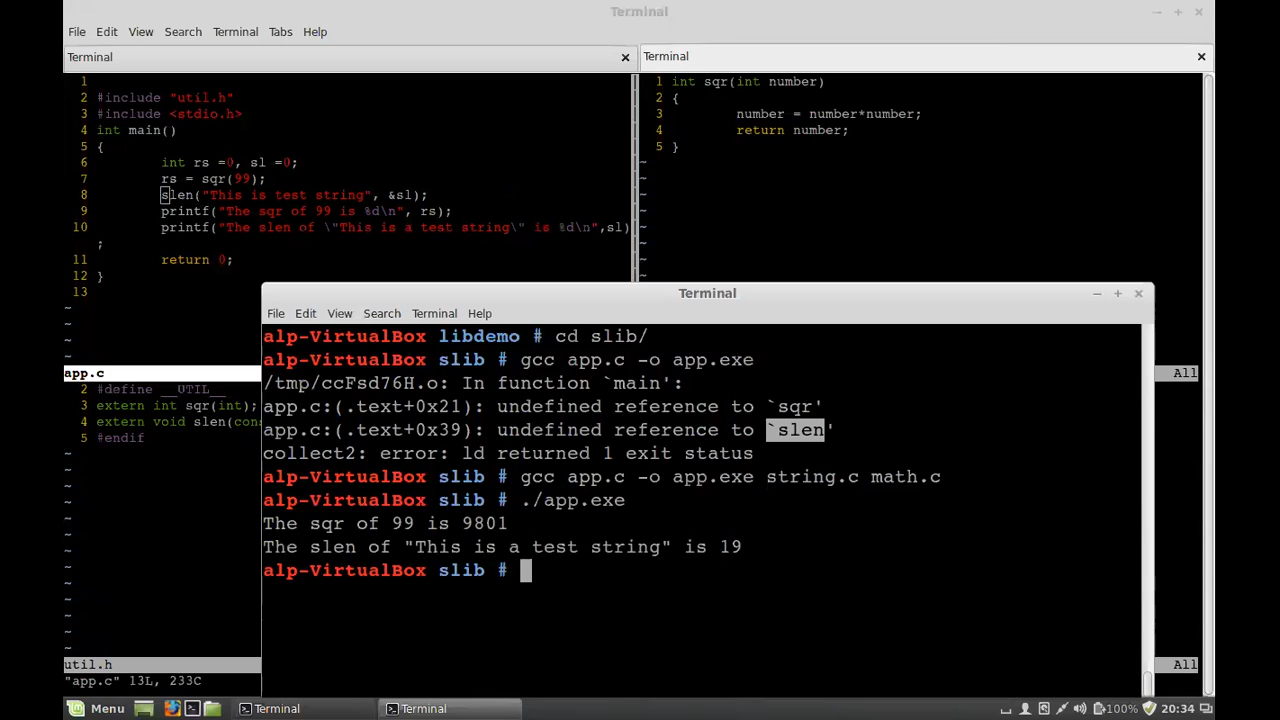 Terminal
File Edit View Search Terminal Tabs Help
Terminal
1
2 #include "util.h"
3 #include <stdio.h>
4 int main()
5 {
6 int rs =0, sl =0;
7 rs = sqr(99);
8 slen("This is test string", &sl);
9 printf("The sqr of 99 is %d\n", rs);
10 printf("The slen of \"This is a test string\" is %d\n",sl)
;
11 return 0;
12 }
13
~
~
~
~
app.c
2 #define __UTIL__
3 extern int sqr(int);
4 extern void slen(con
5 #endif
~
~
~
~
~
~
~
~
~
~
~
~
~
util.h
"app.c" 13L, 233C
Terminal
1 int sqr(int number)
2 {
3 number = number*number;
4 return number;
5 }
~
~
~
~
~
~
~
~
All
All
Terminal
File Edit View Search Terminal Help
alp-VirtualBox libdemo # cd slib/
alp-VirtualBox slib # gcc app.c -o app.exe
/tmp/ccFsd76H.o: In function `main':
app.c:(.text+0x21): undefined reference to `sqr'
app.c:(.text+0x39): undefined reference to `slen'
collect2: error: ld returned 1 exit status
alp-VirtualBox slib # gcc app.c -o app.exe string.c math.c
alp-VirtualBox slib # ./app.exe
The sqr of 99 is 9801
The slen of "This is a test string" is 19
alp-VirtualBox slib #
Menu Terminal Terminal 100% 20:34